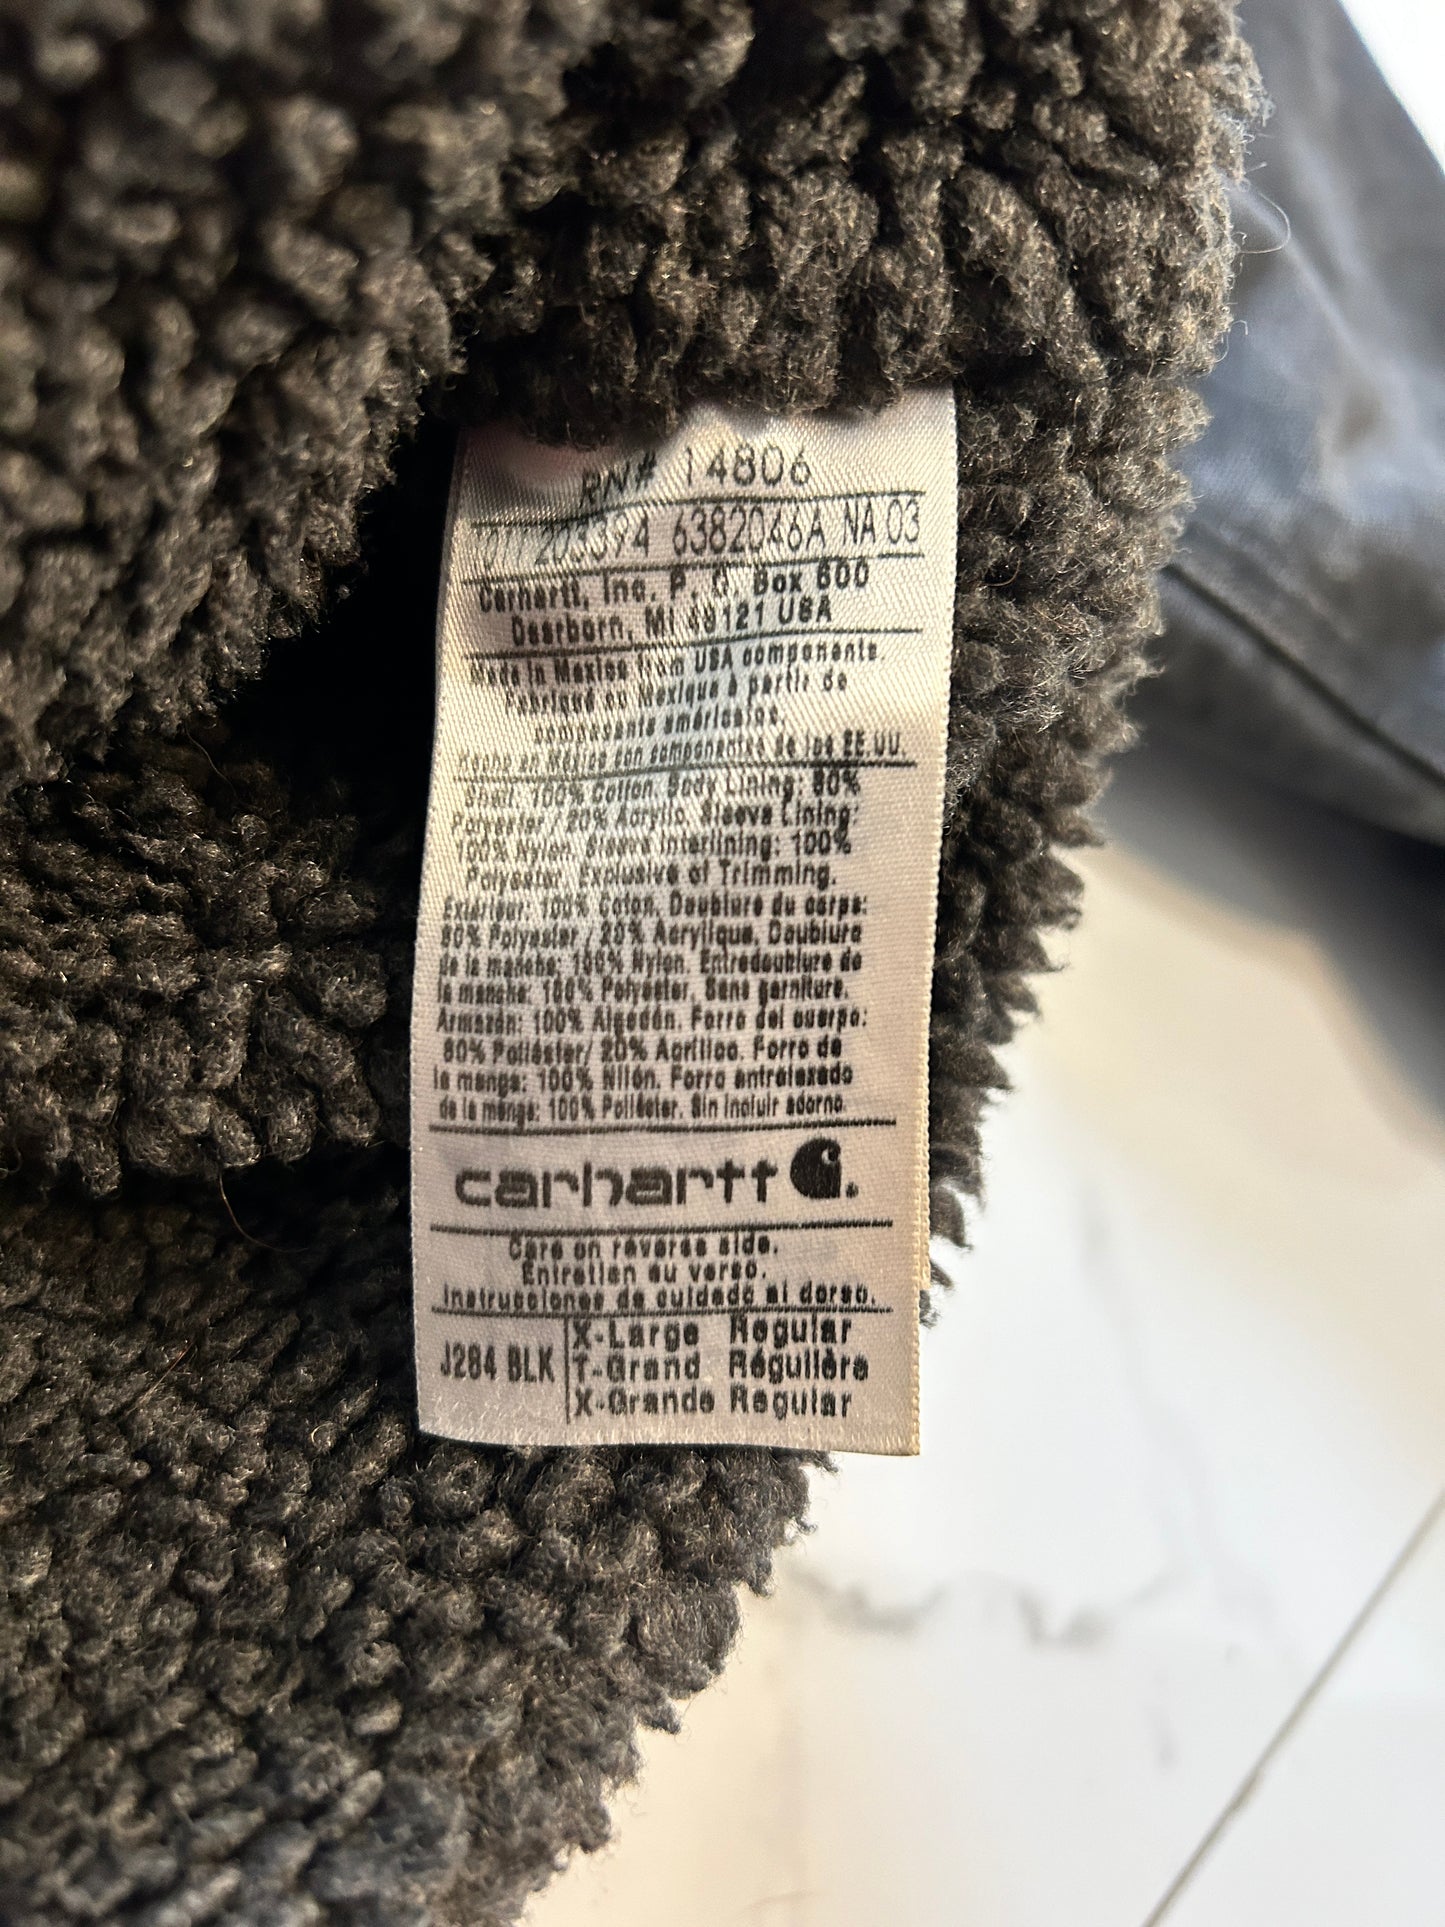 RN# 14806
203394 6382046A NA 03
Carhartt, Inc. P. O. Box 600
Dearborn, MI 48121 USA
Made in Mexico from USA components.
Fabriqué au Mexique à partir de
composants américains.
Hecho en México con componentes de los EE.UU.
Shell: 100% Cotton. Body Lining: 80%
Polyester / 20% Acrylic. Sleeve Lining:
100% Nylon. Sleeve Interlining: 100%
Polyester. Exclusive of Trimming.
Extérieur: 100% Coton. Doublure du corps:
80% Polyester / 20% Acrylique. Doublure
de la manche: 100% Nylon. Entredoublure de
la manche: 100% Polyester. Sans garniture.
Armazón: 100% Algodón. Forro del cuerpo:
80% Poliéster/ 20% Acrílico. Forro de
la manga: 100% Nilón. Forro entrelazado
de la manga: 100% Poliéster. Sin incluir adorno.
carhartt
Care on reverse side.
Entretien au verso.
Instrucciones de cuidado al dorso.
J284 BLK
X-Large Regular
T-Grand Régulière
X-Grande Regular